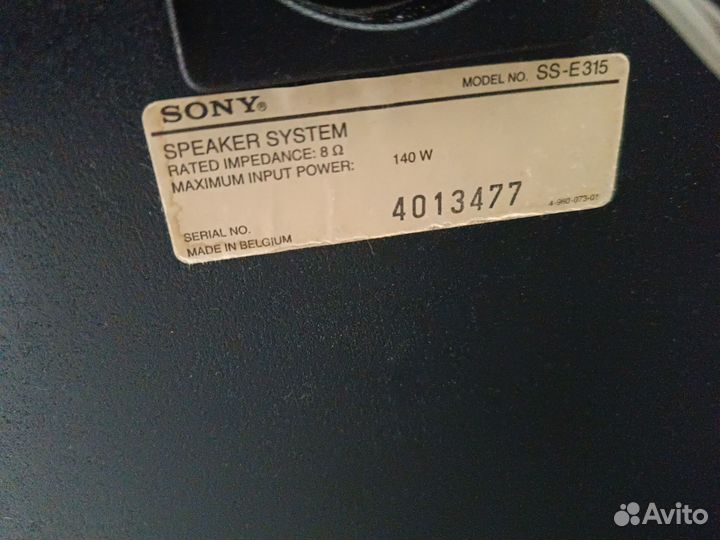 SONY®
MODEL NO. SS-E315
SPEAKER SYSTEM
RATED IMPEDANCE: 8 Ω
MAXIMUM INPUT POWER: 140 W
SERIAL NO. 4013477
MADE IN BELGIUM
4-960-073-01
Avito